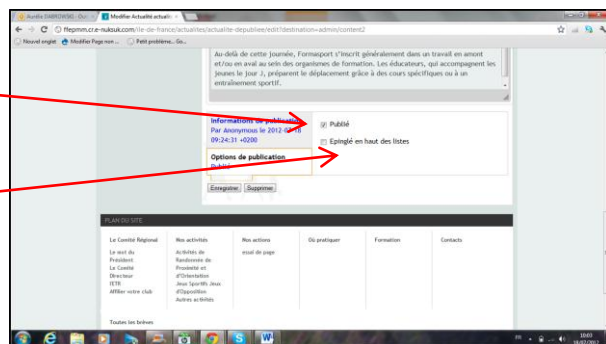 Aurélie DABROWSKI - Out
Modifier Actualité actuali
ffepmm.cr.e-nuksuk.com/ile-de-france/actualites/actualite-depubliee/edit?destination=admin/content2
Nouvel onglet
Modifier Page non ...
Petit problème... Go...
Au-delà de cette journée, Formasport s'inscrit généralement dans un travail en amont
et/ou en aval au sein des organismes de formation. Les éducateurs, qui accompagnent les
jeunes le jour J, préparent le déplacement grâce à des cours spécifiques ou à un
entraînement sportif.
Informations de publication
Par Anonymous le 2012-07-18
09:24:31 +0200
Publié
Epinglé en haut des listes
Options de publication
Publié
Enregistrer
Supprimer
PLAN DU SITE
Le Comité Régional
Le mot du
Président
Le Comité
Directeur
l'ETR
Affilier votre club
Nos activités
Activités de
Randonnée de
Proximité et
d'Orientation
Jeux Sportifs Jeux
d'Opposition
Autres activités
Nos actions
essai de page
Où pratiquer
Formation
Contacts
Toutes les brèves
FR
10:03
18/07/2012